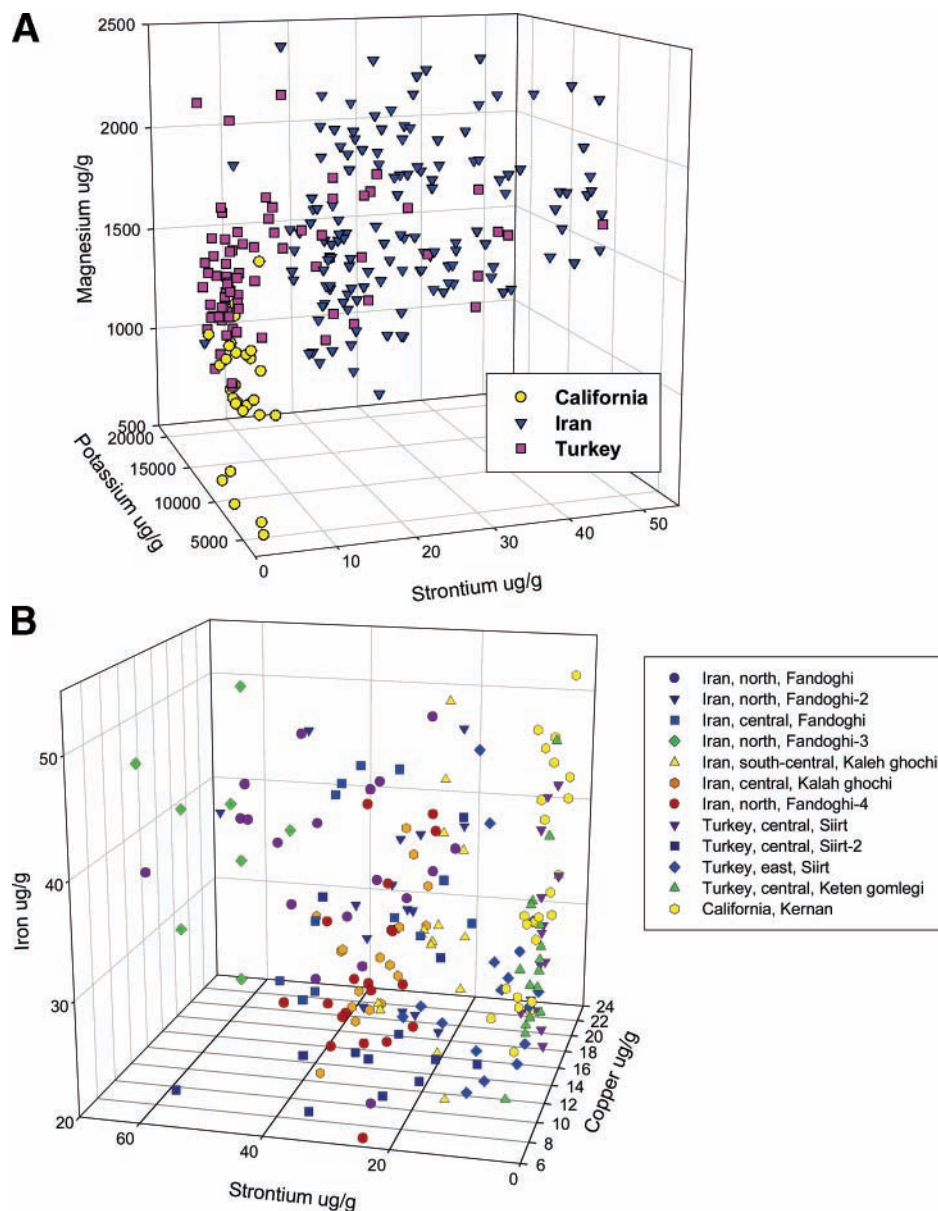 A
2500
2000
1500
1000
500
Magnesium ug/g
20000
15000
10000
5000
Potassium ug/g
0
10
20
30
40
50
Strontium ug/g
California
Iran
Turkey
B
50
40
30
20
Iron ug/g
60
40
20
0
Strontium ug/g
24
22
20
18
16
14
12
10
8
6
Copper ug/g
Iran, north, Fandoghi
Iran, north, Fandoghi-2
Iran, central, Fandoghi
Iran, north, Fandoghi-3
Iran, south-central, Kaleh ghochi
Iran, central, Kalah ghochi
Iran, north, Fandoghi-4
Turkey, central, Siirt
Turkey, central, Siirt-2
Turkey, east, Siirt
Turkey, central, Keten gomlegi
California, Kernan